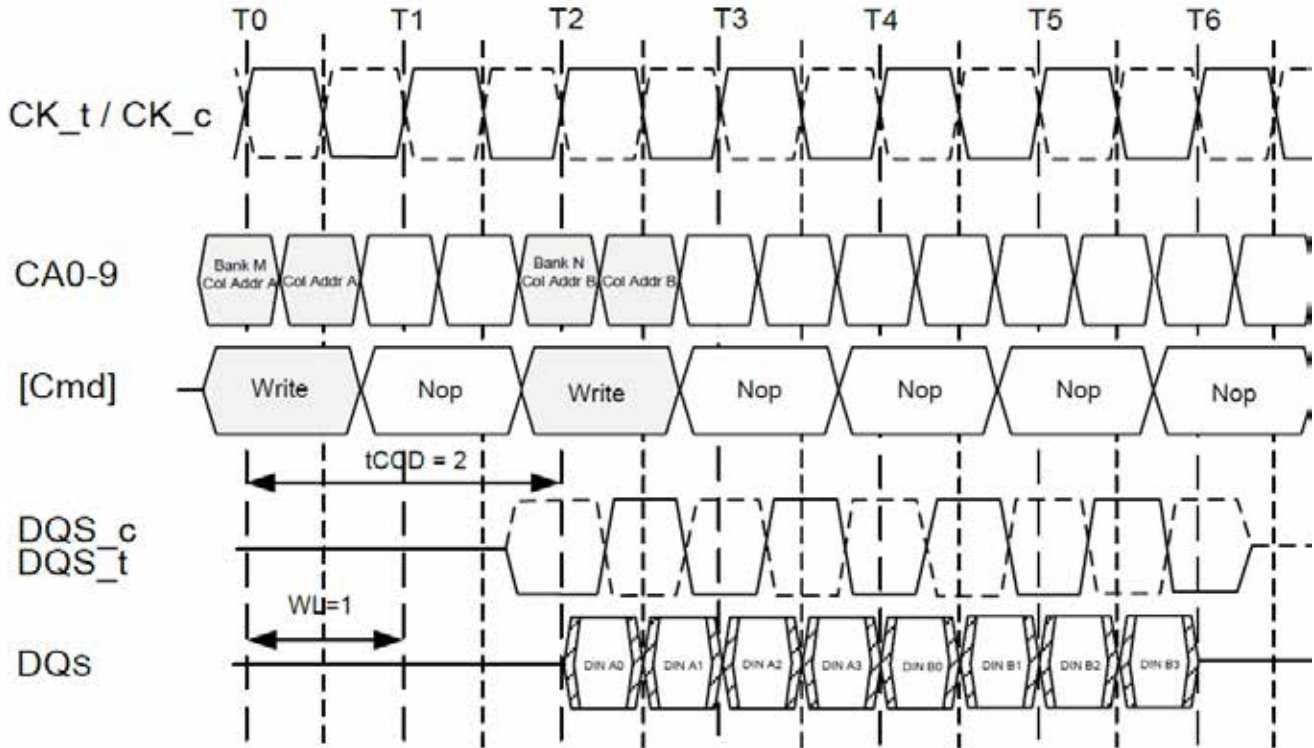 T0 T1 T2 T3 T4 T5 T6
CK_t / CK_c
CA0-9
Bank M
Col Addr A
Col Addr A
Bank N
Col Addr B
Col Addr B
[Cmd]
Write Nop Write Nop Nop Nop Nop
tCCD = 2
DQS_c
DQS_t
WL=1
DQs
DIN A0 DIN A1 DIN A2 DIN A3 DIN B0 DIN B1 DIN B2 DIN B3